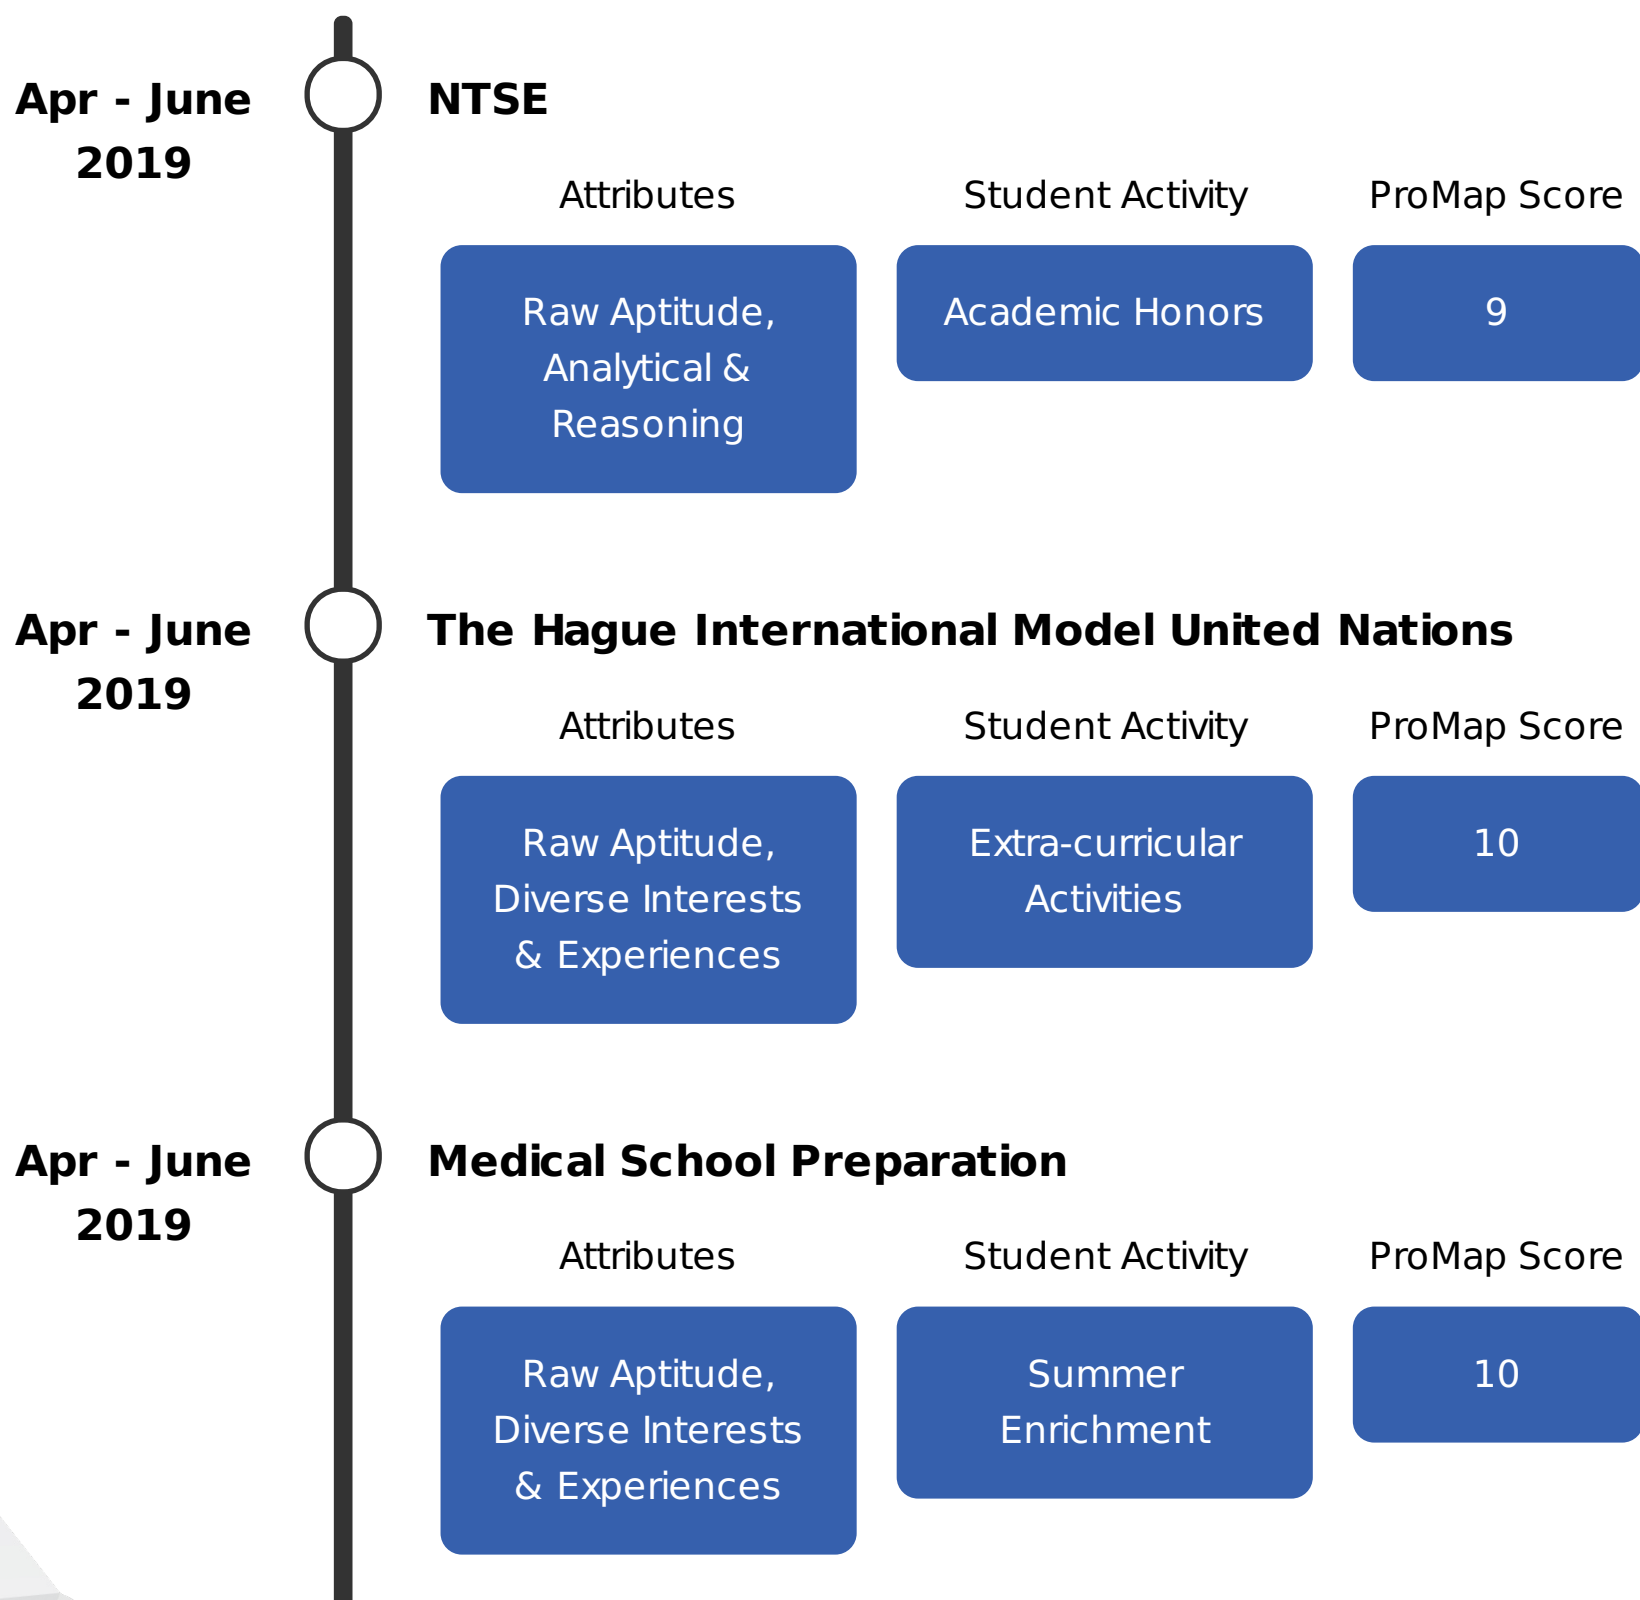 Apr - June
2019
NTSE
Attributes
Student Activity
ProMap Score
Raw Aptitude,
Analytical &
Reasoning
Academic Honors
9
Apr - June
2019
The Hague International Model United Nations
Attributes
Student Activity
ProMap Score
Raw Aptitude,
Diverse Interests
& Experiences
Extra-curricular
Activities
10
Apr - June
2019
Medical School Preparation
Attributes
Student Activity
ProMap Score
Raw Aptitude,
Diverse Interests
& Experiences
Summer
Enrichment
10